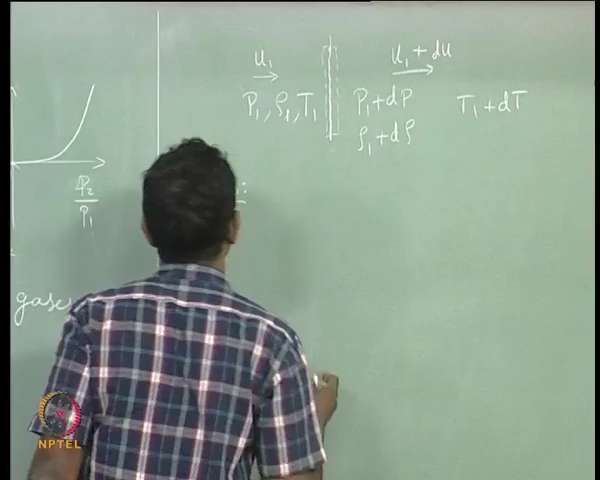 u₁
u₁ + du
P₁, ρ₁, T₁
P₁ + dP
T₁ + dT
ρ₁ + dρ
P₂
P₁
gases
NPTEL